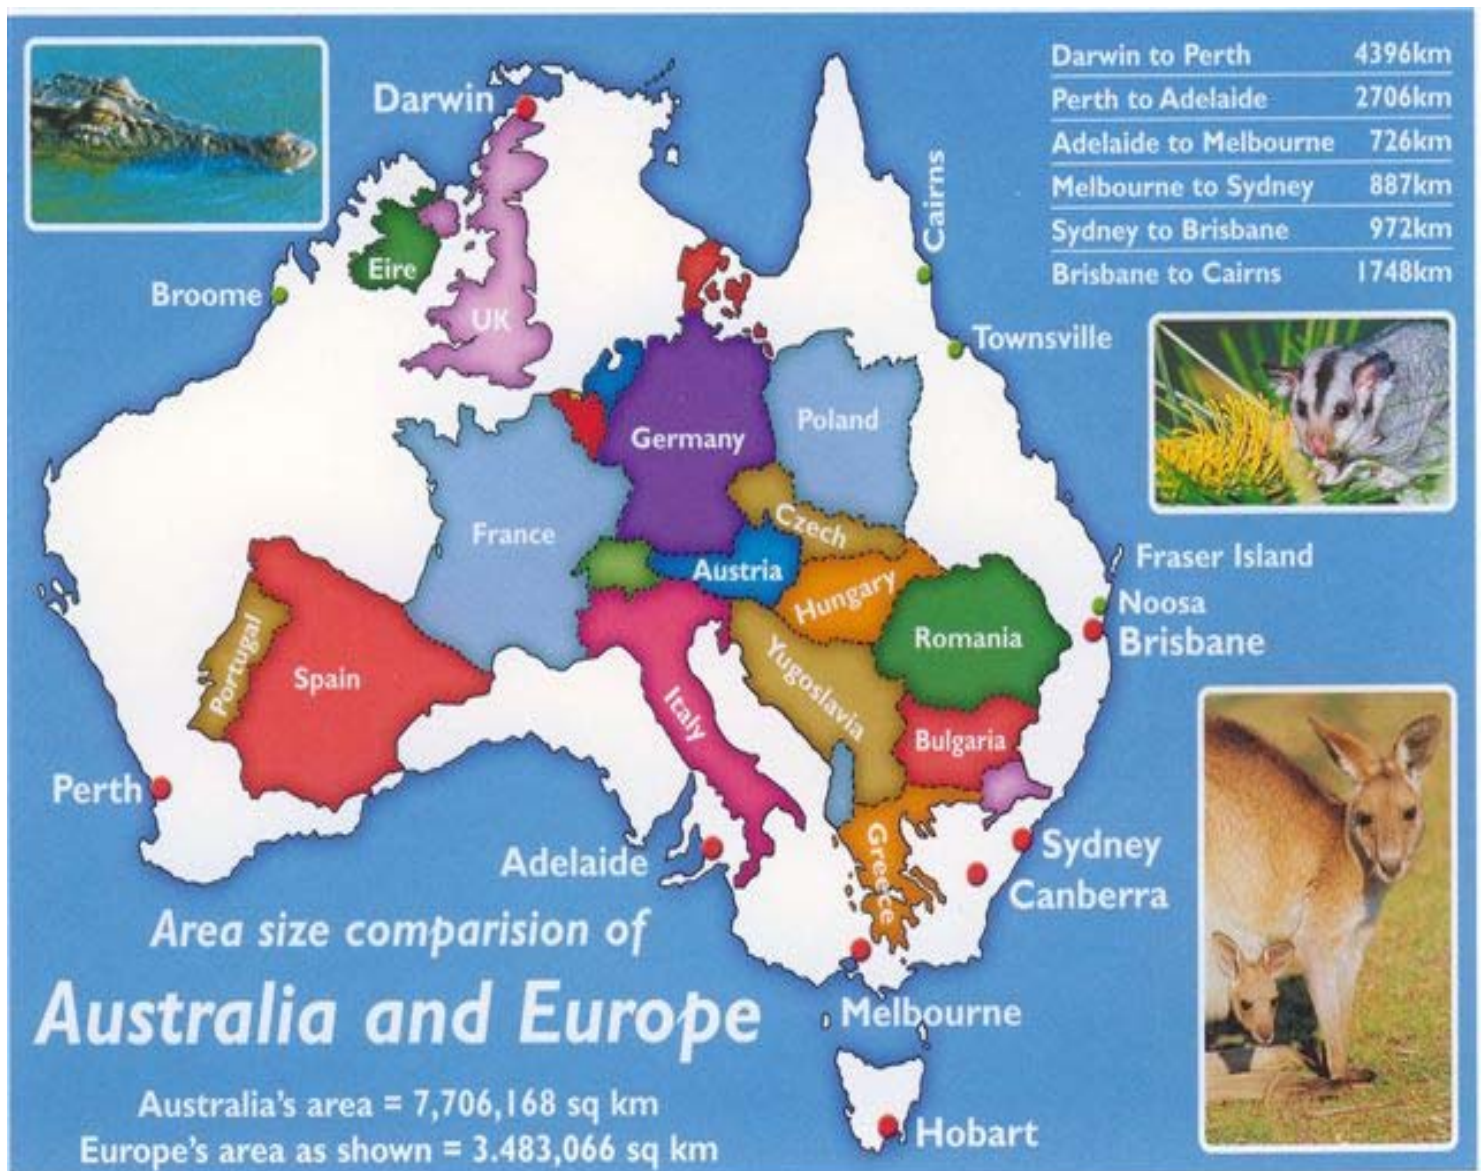 Darwin to Perth 4396km
Perth to Adelaide 2706km
Adelaide to Melbourne 726km
Melbourne to Sydney 887km
Sydney to Brisbane 972km
Brisbane to Cairns 1748km
Darwin
Cairns
Eire
Broome
UK
Townsville
Poland
Germany
Czech
France
Fraser Island
Austria
Hungary
Noosa
Brisbane
Portugal
Romania
Spain
Yugoslavia
Italy
Bulgaria
Perth
Adelaide
Greece
Sydney
Canberra
Area size comparision of
Australia and Europe
Melbourne
Australia's area = 7,706,168 sq km
Europe's area as shown = 3.483,066 sq km
Hobart